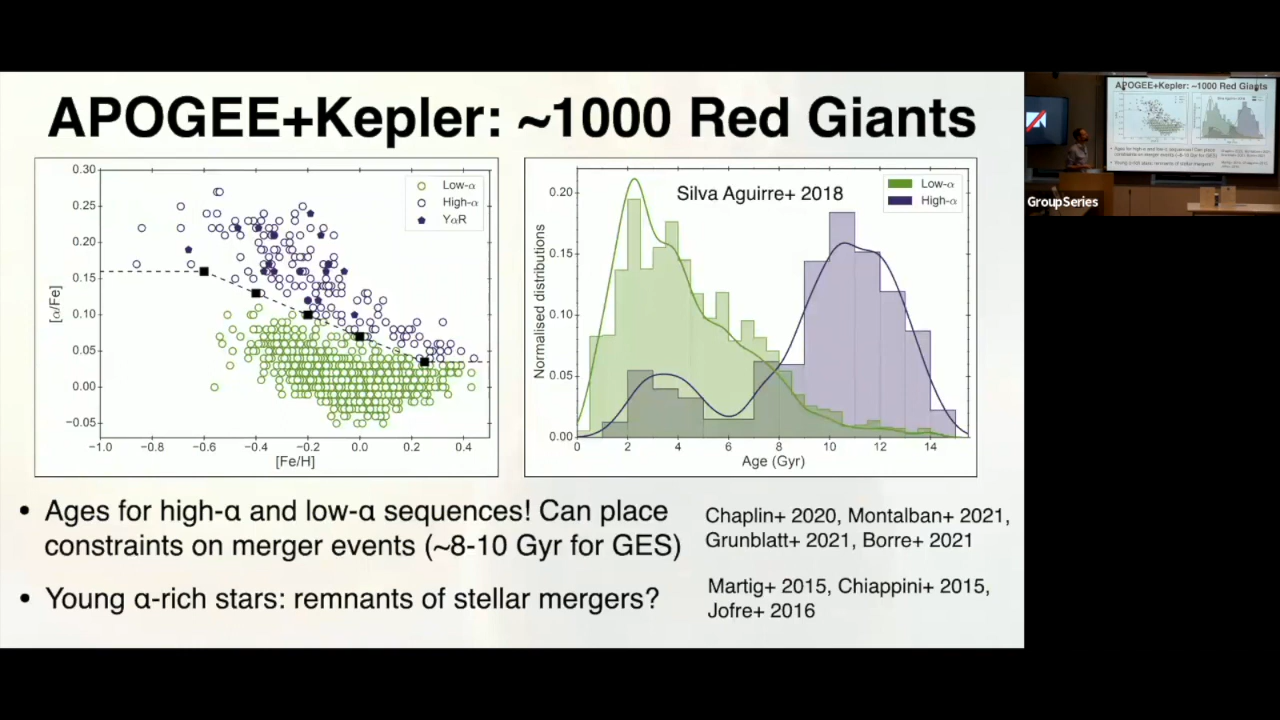 APOGEE+Kepler: ~1000 Red Giants
0.30
0.25
0.20
0.15
0.10
0.05
0.00
−0.05
−1.0 −0.8 −0.6 −0.4 −0.2 0.0 0.2 0.4
[α/Fe]
[Fe/H]
Low-α
High-α
YαR
Silva Aguirre+ 2018
Low-α
High-α
0.20
0.15
0.10
0.05
0.00
0 2 4 6 8 10 12 14
Normalised distributions
Age (Gyr)
• Ages for high-α and low-α sequences! Can place
constraints on merger events (~8-10 Gyr for GES)
Chaplin+ 2020, Montalban+ 2021,
Grunblatt+ 2021, Borre+ 2021
• Young α-rich stars: remnants of stellar mergers?
Martig+ 2015, Chiappini+ 2015,
Jofre+ 2016
APOGEE+Kepler: ~1000 Red Giants
GroupSeries